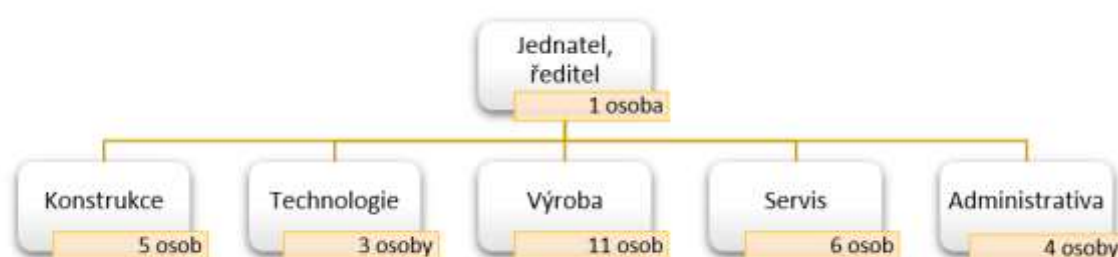 Jednatel,
ředitel
1 osoba
Konstrukce
5 osob
Technologie
3 osoby
Výroba
11 osob
Servis
6 osob
Administrativa
4 osoby